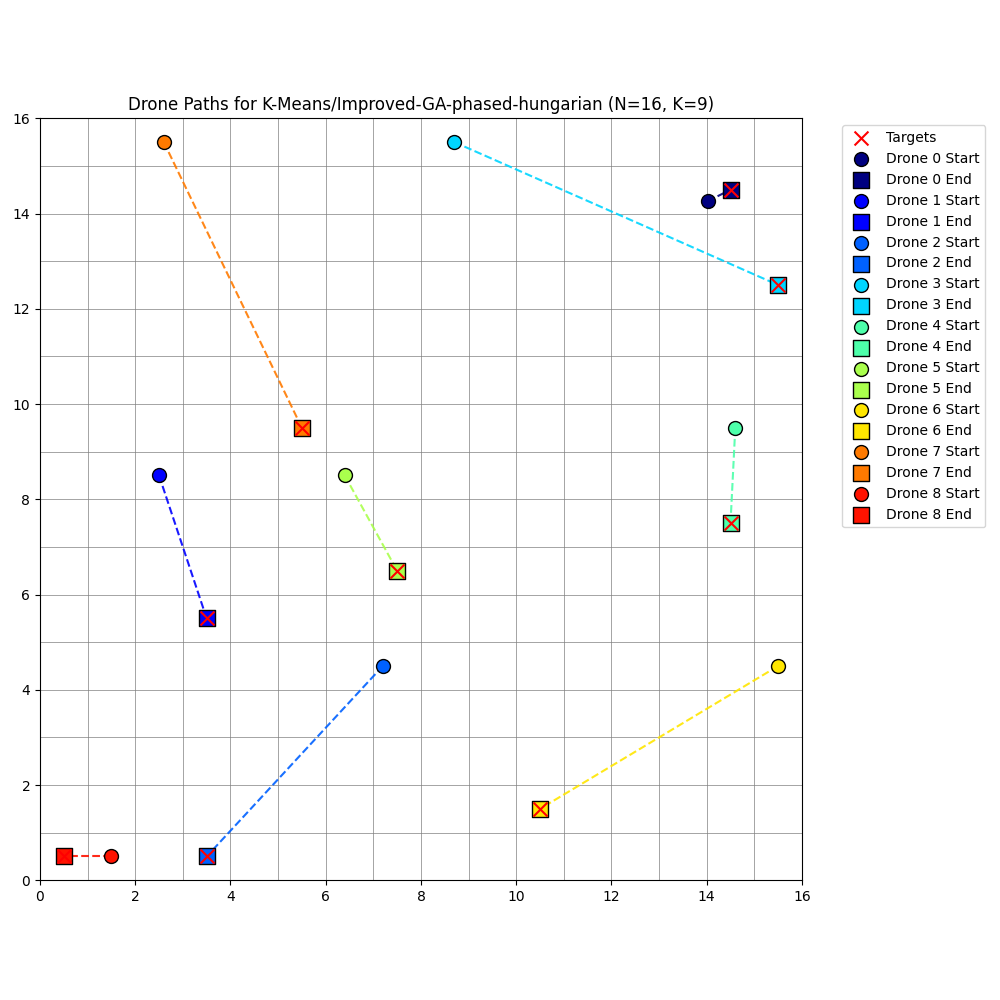 Drone Paths for K-Means/Improved-GA-phased-hungarian (N=16, K=9)
16
14
12
10
8
6
4
2
0
0 2 4 6 8 10 12 14 16
Targets
Drone 0 Start
Drone 0 End
Drone 1 Start
Drone 1 End
Drone 2 Start
Drone 2 End
Drone 3 Start
Drone 3 End
Drone 4 Start
Drone 4 End
Drone 5 Start
Drone 5 End
Drone 6 Start
Drone 6 End
Drone 7 Start
Drone 7 End
Drone 8 Start
Drone 8 End